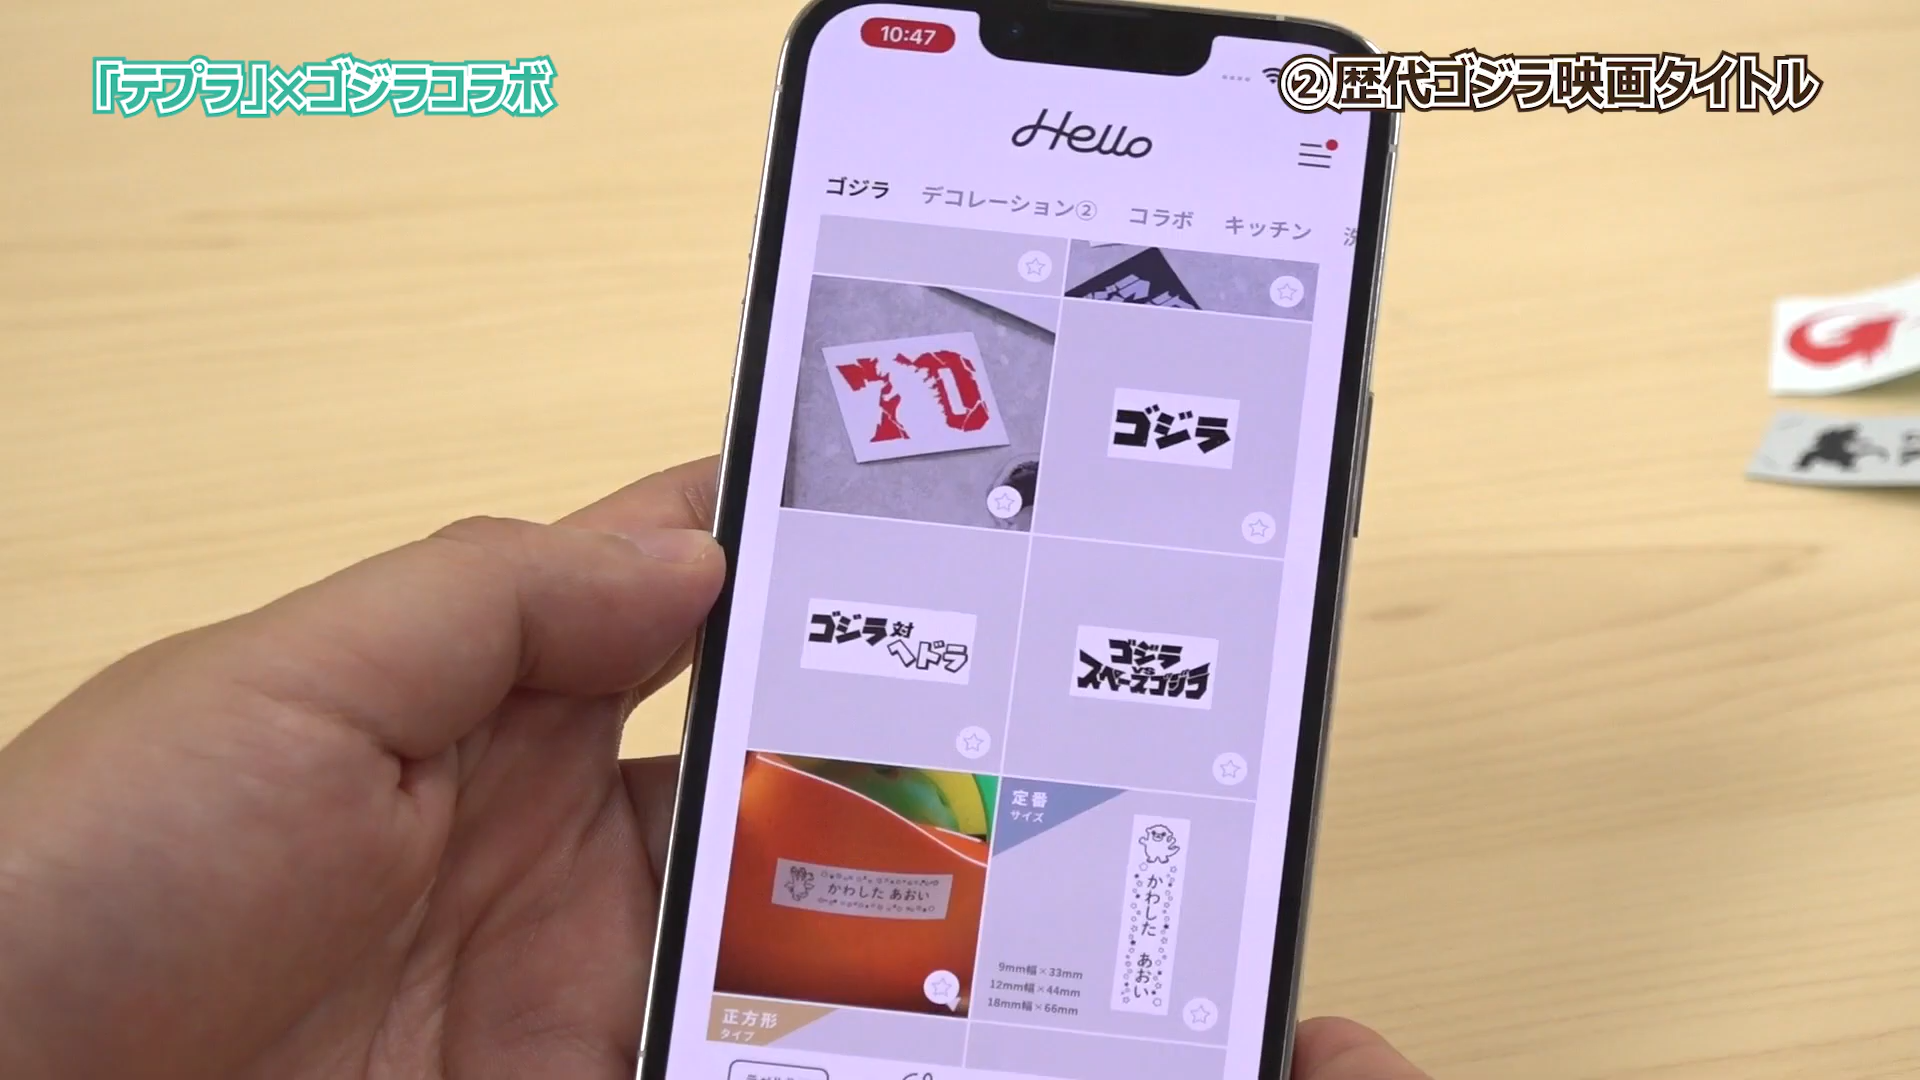 「テプラ」×ゴジラコラボ
②歴代ゴジラ映画タイトル
10:47
Hello
ゴジラ デコレーション② コラボ キッチン
70
ゴジラ
ゴジラ対
ヘドラ
ゴジラ
VS
スペースゴジラ
かわした あおい
定番
サイズ
かわした あおい
9mm幅×33mm
12mm幅×44mm
18mm幅×66mm
正方形
タイプ